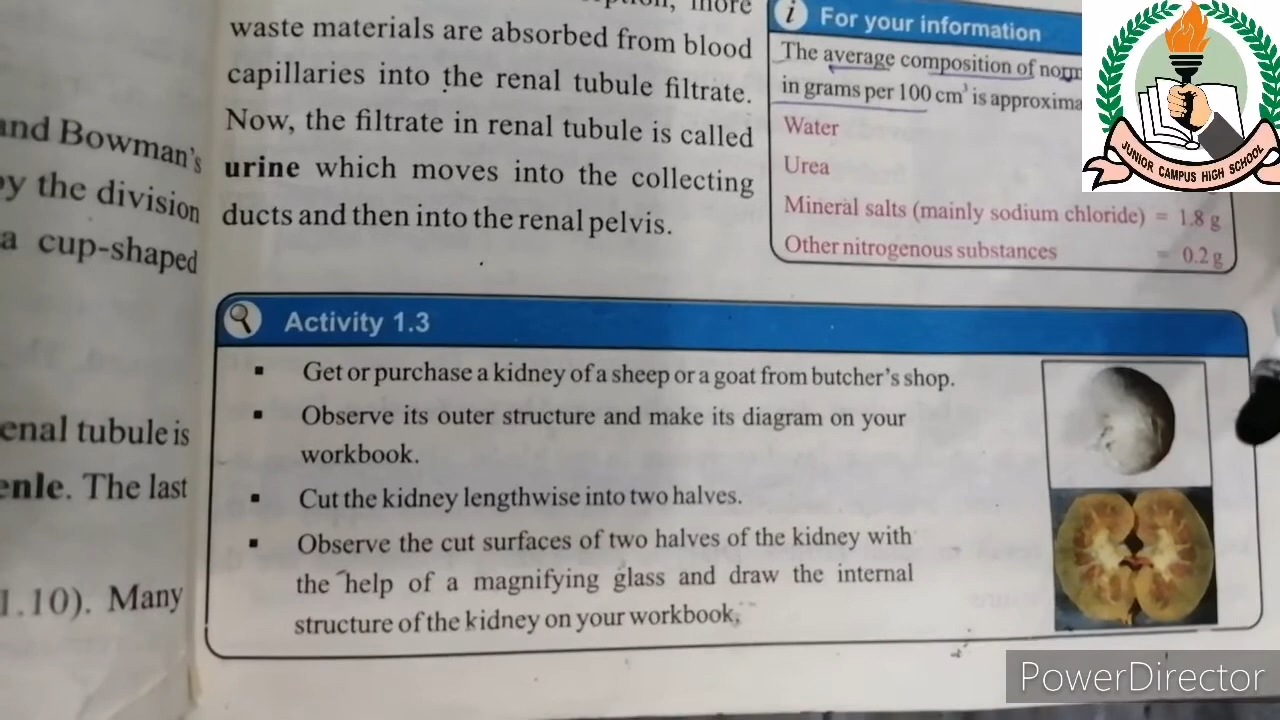 more
waste materials are absorbed from blood
capillaries into the renal tubule filtrate.
Now, the filtrate in renal tubule is called
urine which moves into the collecting
ducts and then into the renal pelvis.
and Bowman's
by the division
a cup-shaped
enal tubule is
enle. The last
1.10). Many
i For your information
The average composition of norm
in grams per 100 cm³ is approxima
Water
Urea
Mineral salts (mainly sodium chloride) = 1.8 g
Other nitrogenous substances = 0.2 g
JUNIOR CAMPUS HIGH SCHOOL
Activity 1.3
▪ Get or purchase a kidney of a sheep or a goat from butcher's shop.
▪ Observe its outer structure and make its diagram on your
workbook.
▪ Cut the kidney lengthwise into two halves.
▪ Observe the cut surfaces of two halves of the kidney with
the help of a magnifying glass and draw the internal
structure of the kidney on your workbook.
PowerDirector